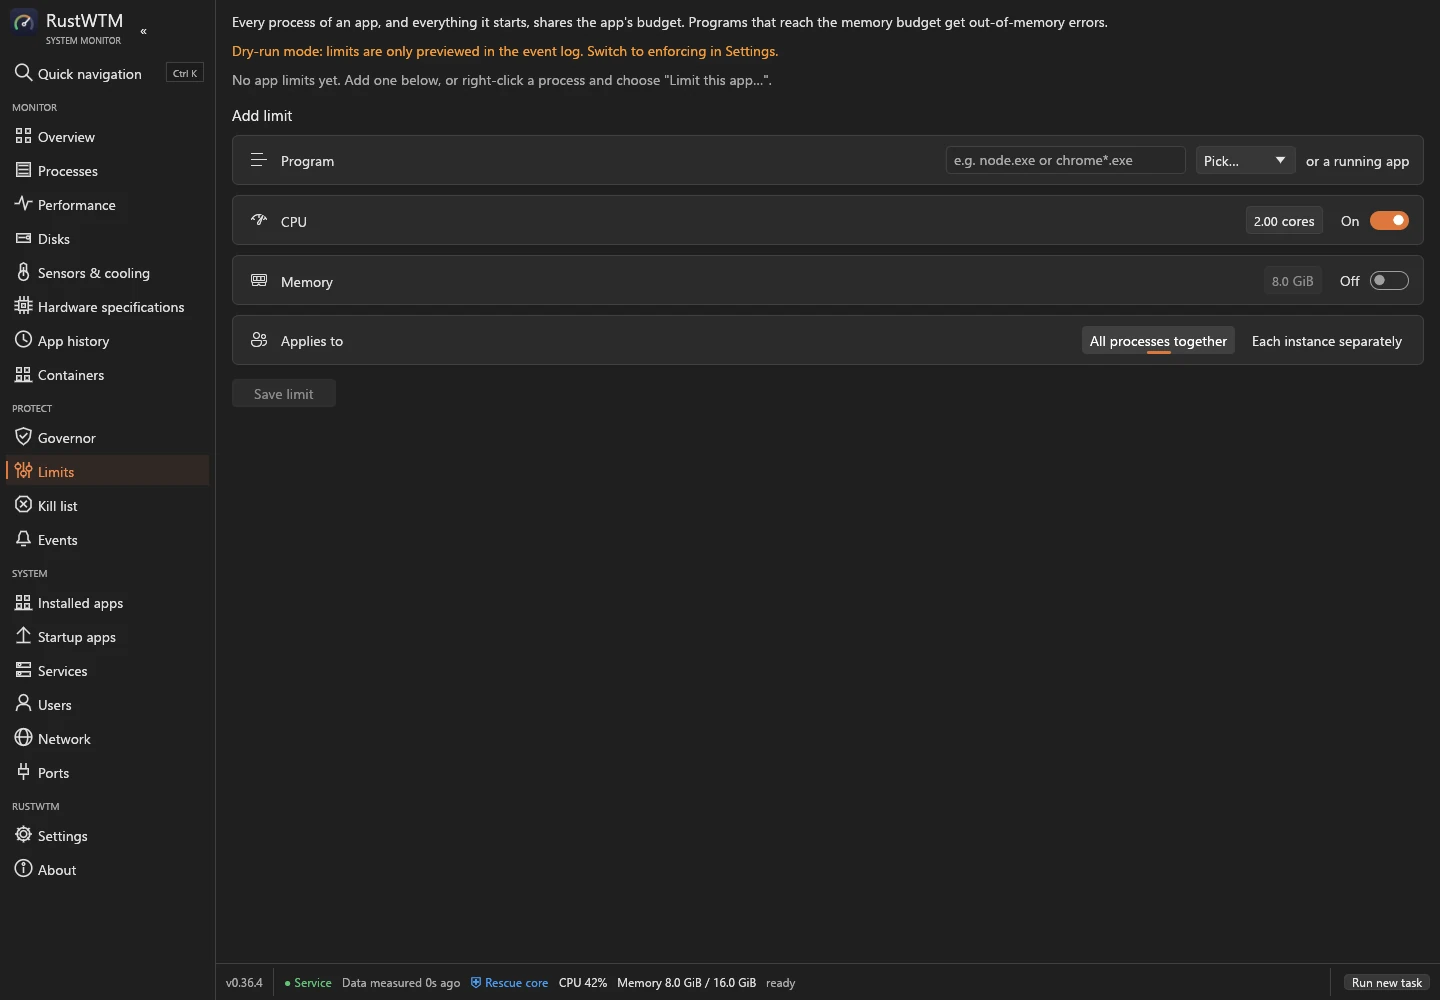 RustWTM
SYSTEM MONITOR
«
Quick navigation
Ctrl K
MONITOR
Overview
Processes
Performance
Disks
Sensors & cooling
Hardware specifications
App history
Containers
PROTECT
Governor
Limits
Kill list
Events
SYSTEM
Installed apps
Startup apps
Services
Users
Network
Ports
RUSTWTM
Settings
About
Every process of an app, and everything it starts, shares the app's budget. Programs that reach the memory budget get out-of-memory errors.
Dry-run mode: limits are only previewed in the event log. Switch to enforcing in Settings.
No app limits yet. Add one below, or right-click a process and choose "Limit this app...".
Add limit
Program
e.g. node.exe or chrome*.exe
Pick...
or a running app
CPU
2.00 cores
On
Memory
8.0 GiB
Off
Applies to
All processes together
Each instance separately
Save limit
v0.36.4
Service
Data measured 0s ago
Rescue core
CPU 42%
Memory 8.0 GiB / 16.0 GiB
ready
Run new task